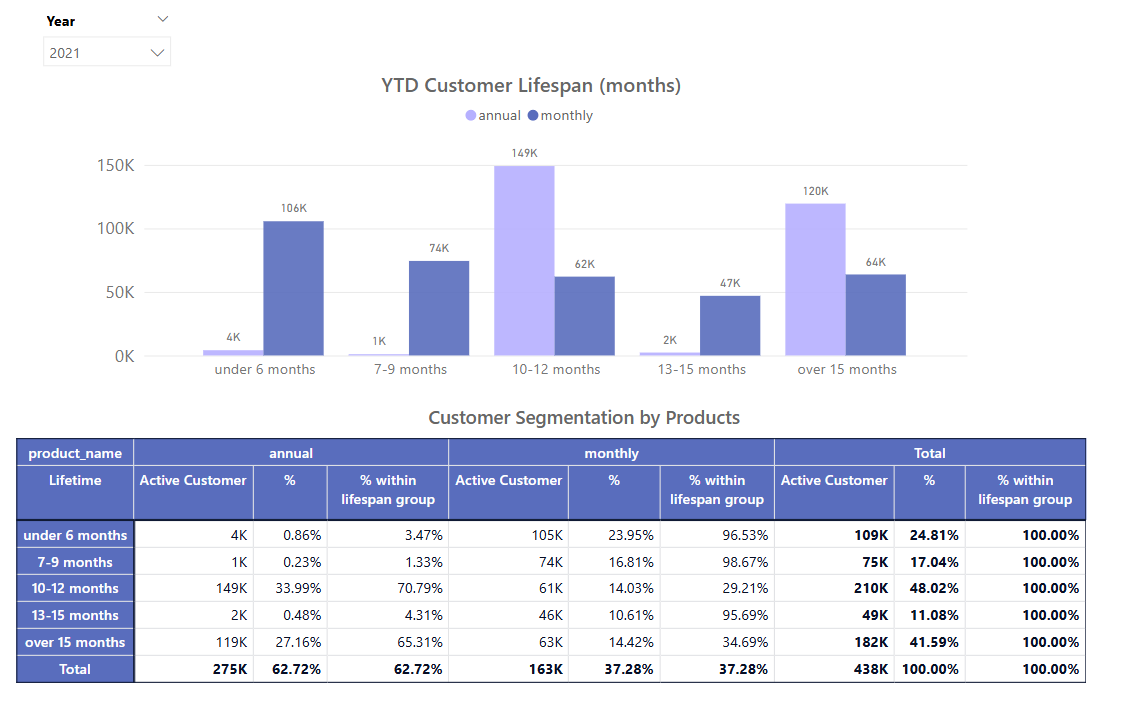 Year
2021
YTD Customer Lifespan (months)
annual monthly
150K
100K
50K
0K
4K
106K
1K
74K
149K
62K
2K
47K
120K
64K
under 6 months 7-9 months 10-12 months 13-15 months over 15 months
Customer Segmentation by Products
product_name annual monthly Total
Lifetime Active Customer % % within lifespan group Active Customer % % within lifespan group Active Customer % % within lifespan group
under 6 months 4K 0.86% 3.47% 105K 23.95% 96.53% 109K 24.81% 100.00%
7-9 months 1K 0.23% 1.33% 74K 16.81% 98.67% 75K 17.04% 100.00%
10-12 months 149K 33.99% 70.79% 61K 14.03% 29.21% 210K 48.02% 100.00%
13-15 months 2K 0.48% 4.31% 46K 10.61% 95.69% 49K 11.08% 100.00%
over 15 months 119K 27.16% 65.31% 63K 14.42% 34.69% 182K 41.59% 100.00%
Total 275K 62.72% 62.72% 163K 37.28% 37.28% 438K 100.00% 100.00%